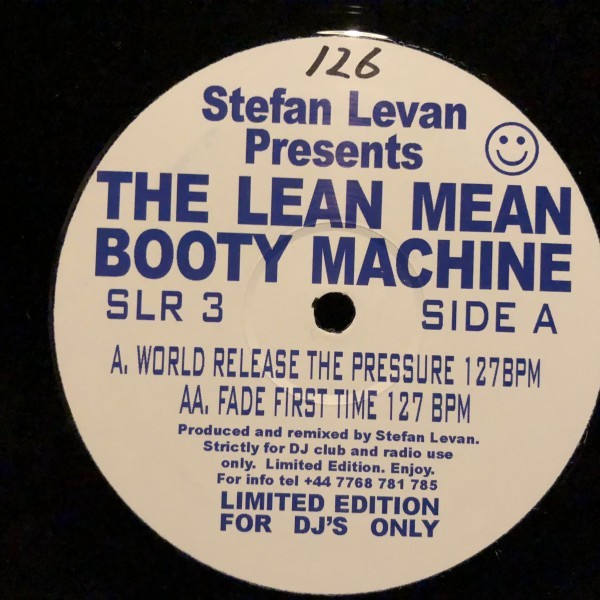 126
Stefan Levan
Presents
THE LEAN MEAN
BOOTY MACHINE
SLR 3 SIDE A
A. WORLD RELEASE THE PRESSURE 127BPM
AA. FADE FIRST TIME 127 BPM
Produced and remixed by Stefan Levan.
Strictly for DJ club and radio use
only. Limited Edition. Enjoy.
For info tel +44 7768 781 785
LIMITED EDITION
FOR DJ'S ONLY